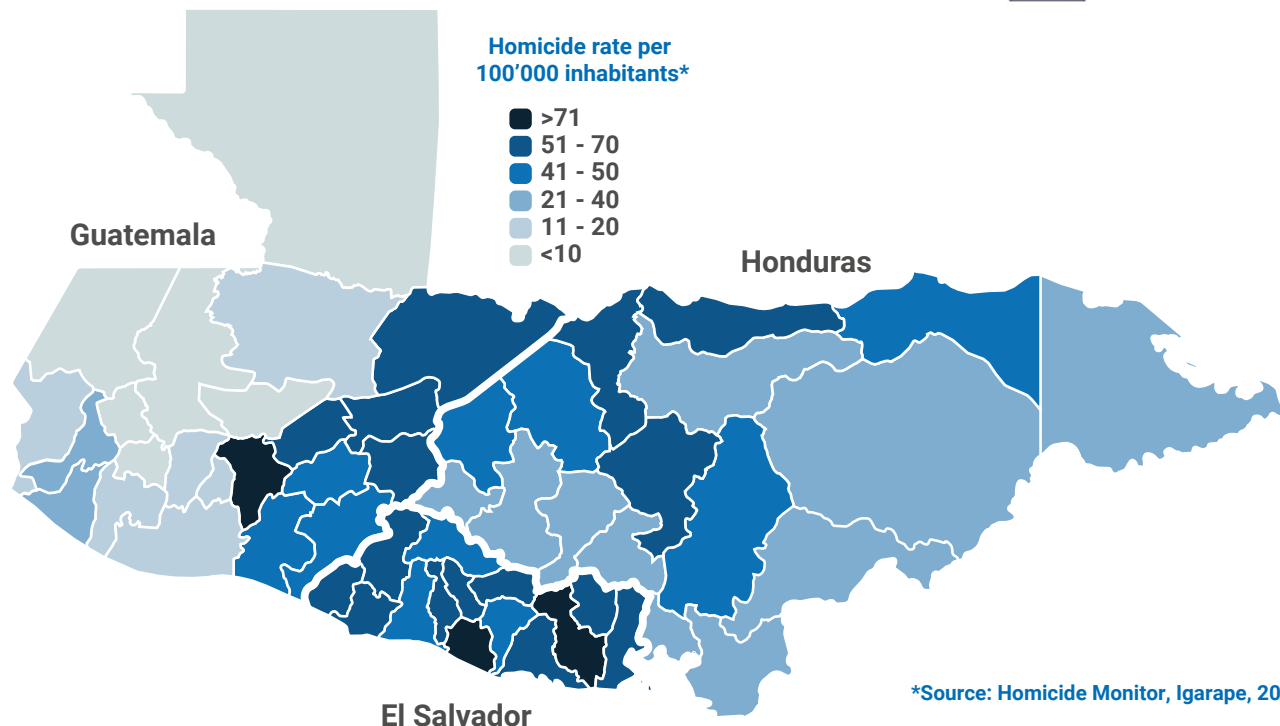 Homicide rate per
100’000 inhabitants*
>71
51 - 70
41 - 50
21 - 40
11 - 20
<10
Guatemala
Honduras
El Salvador
*Source: Homicide Monitor, Igarape, 20